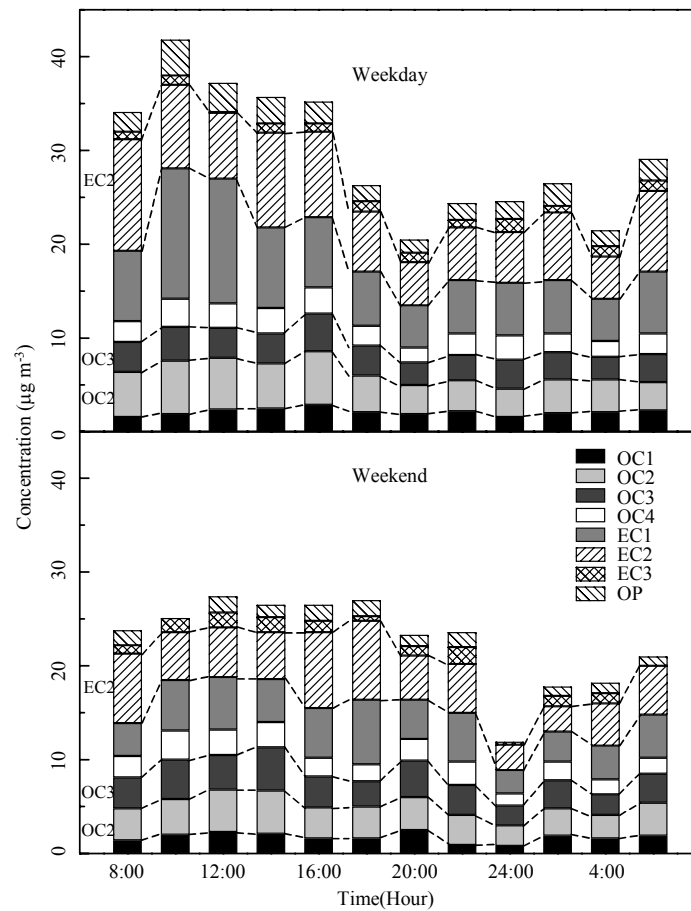 40
30
20
10
0
Weekday
EC2
OC3
OC2
Concentration (μg m⁻³)
40
30
20
10
0
Weekend
EC2
OC3
OC2
OC1
OC2
OC3
OC4
EC1
EC2
EC3
OP
8:00 12:00 16:00 20:00 24:00 4:00
Time(Hour)